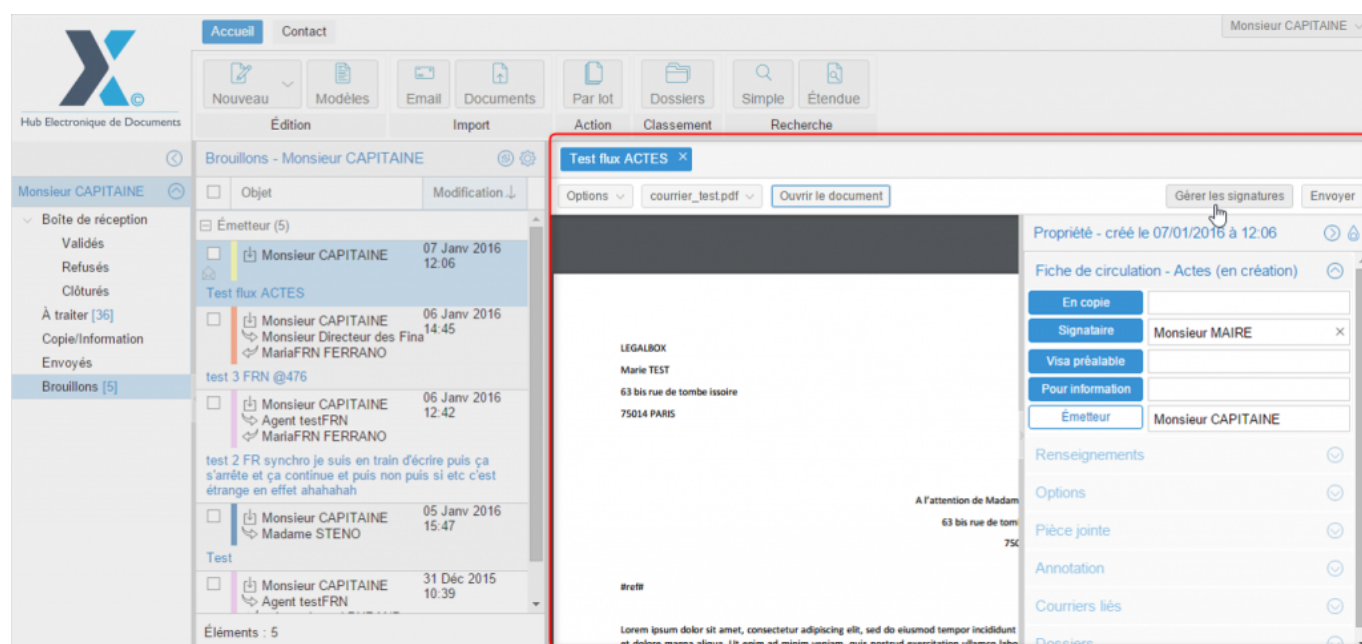 Accueil Contact
Monsieur CAPITAINE
Nouveau Modèles Email Documents Par lot Dossiers Simple Étendue
Édition Import Action Classement Recherche
©
Hub Electronique de Documents
Monsieur CAPITAINE
Boîte de réception
Validés
Refusés
Clôturés
À traiter [36]
Copie/Information
Envoyés
Brouillons [5]
Brouillons - Monsieur CAPITAINE
Objet Modification
Émetteur (5)
Monsieur CAPITAINE 07 Janv 2016
12:06
Test flux ACTES
Monsieur CAPITAINE 06 Janv 2016
Monsieur Directeur des Fina 14:45
MariaFRN FERRANO
test 3 FRN @476
Monsieur CAPITAINE 06 Janv 2016
Agent testFRN 12:42
MariaFRN FERRANO
test 2 FR synchro je suis en train d'écrire puis ça
s'arrête et ça continue et puis non puis si etc c'est
étrange en effet ahahahah
Monsieur CAPITAINE 05 Janv 2016
Madame STENO 15:47
Test
Monsieur CAPITAINE 31 Déc 2015
Agent testFRN 10:39
Éléments : 5
Test flux ACTES ×
Options courrier_test.pdf Ouvrir le document Gérer les signatures Envoyer
LEGALBOX
Marie TEST
63 bis rue de tombe issoire
75014 PARIS
A l'attention de Madam
63 bis rue de tom
75
#ref#
Lorem ipsum dolor sit amet, consectetur adipiscing elit, sed do eiusmod tempor incididunt
Propriété - créé le 07/01/2016 à 12:06
Fiche de circulation - Actes (en création)
En copie
Signataire Monsieur MAIRE ×
Visa préalable
Pour information
Émetteur Monsieur CAPITAINE
Renseignements
Options
Pièce jointe
Annotation
Courriers liés
Dossiers